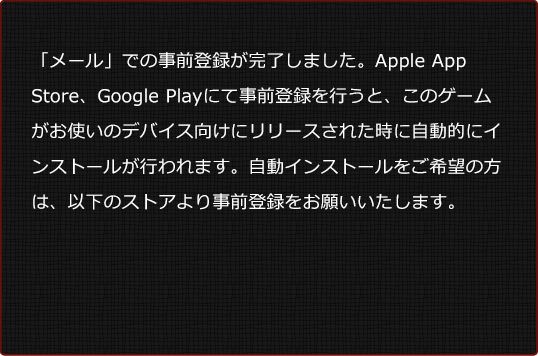 「メール」での事前登録が完了しました。Apple App
Store、Google Playにて事前登録を行うと、このゲーム
がお使いのデバイス向けにリリースされた時に自動的にイ
ンストールが行われます。自動インストールをご希望の方
は、以下のストアより事前登録をお願いいたします。